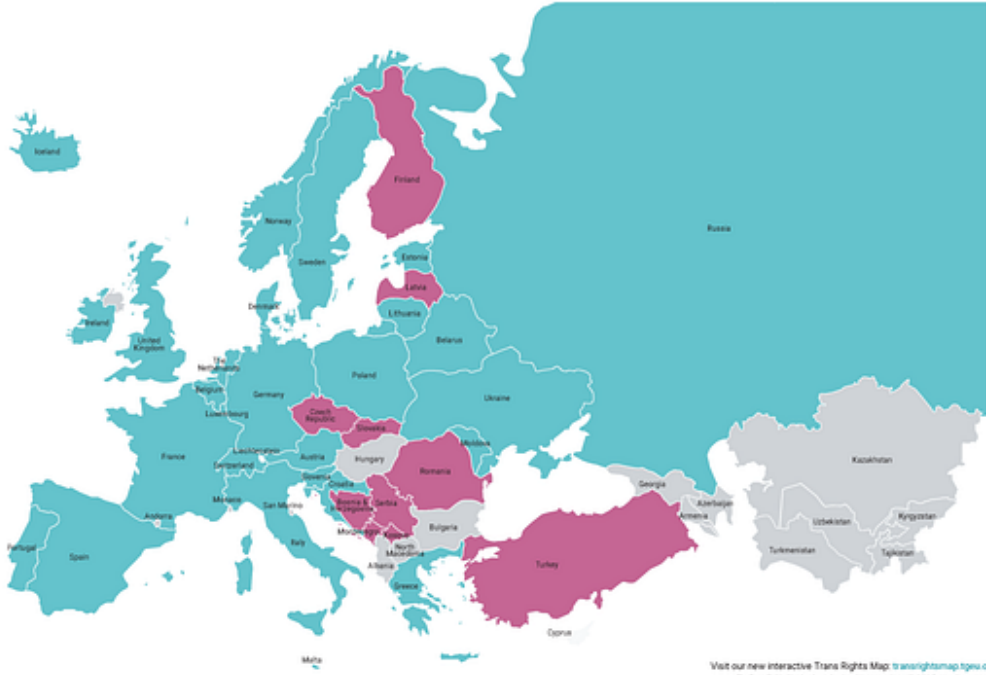 Iceland
Finland
Norway
Russia
Sweden
Estonia
Latvia
Denmark
Lithuania
Ireland
United
Kingdom
Belarus
The
Netherlands
Poland
Belgium
Germany
Ukraine
Czech
Republic
Luxembourg
Slovakia
Moldova
France
Liechtenstein
Austria
Hungary
Kazakhstan
Switzerland
Romania
Slovenia
Croatia
Georgia
Monaco
San Marino
Bosnia &
Herzegovina
Serbia
Azerbaijan
Andorra
Armenia
Kyrgyzstan
Uzbekistan
Bulgaria
Montenegro
Kosovo
Portugal
Spain
Italy
North
Macedonia
Turkmenistan
Tajikistan
Albania
Turkey
Greece
Cyprus
Malta
Visit our new interactive Trans Rights Map: transrightsmap.tgeu.o